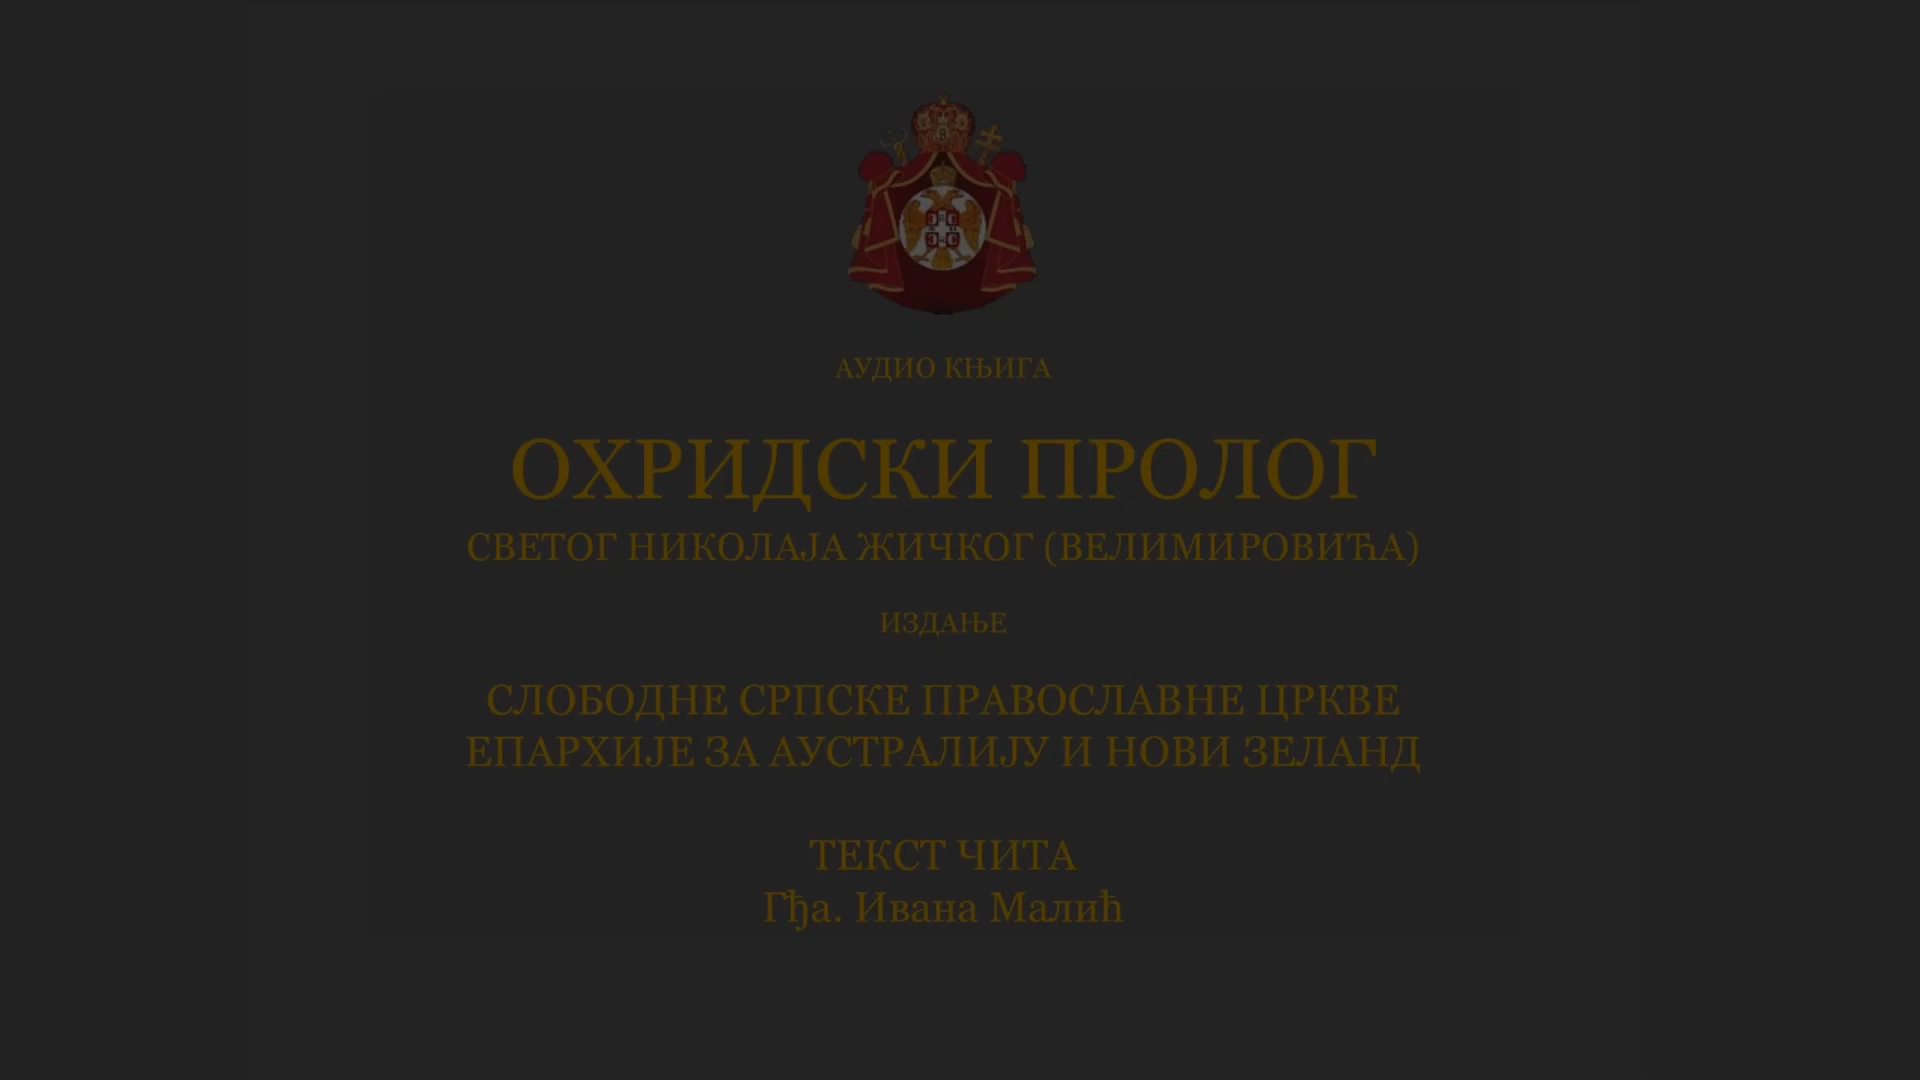 АУДИО КЊИГА
ОХРИДСКИ ПРОЛОГ
СВЕТОГ НИКОЛАЈА ЖИЧКОГ (ВЕЛИМИРОВИЋА)
ИЗДАЊЕ
СЛОБОДНЕ СРПСКЕ ПРАВОСЛАВНЕ ЦРКВЕ
ЕПАРХИЈЕ ЗА АУСТРАЛИЈУ И НОВИ ЗЕЛАНД
ТЕКСТ ЧИТА
Гђа. Ивана Малић